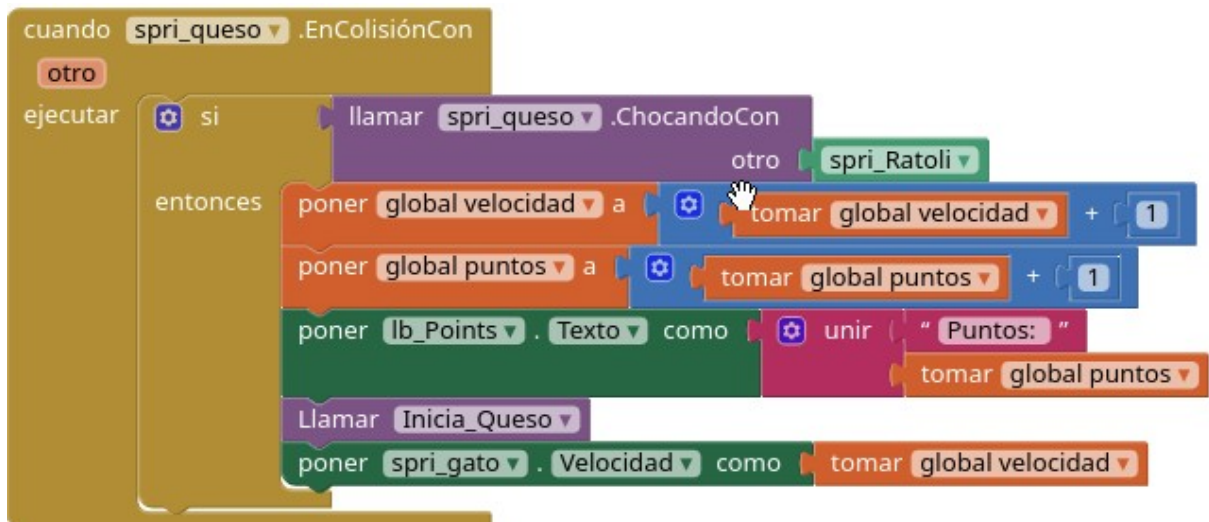 cuando spri_queso .EnColisiónCon
otro
ejecutar si llamar spri_queso .ChocandoCon
otro spri_Ratoli
entonces poner global velocidad a tomar global velocidad + 1
poner global puntos a tomar global puntos + 1
poner lb_Points . Texto como unir " Puntos: "
tomar global puntos
Llamar Inicia_Queso
poner spri_gato . Velocidad como tomar global velocidad